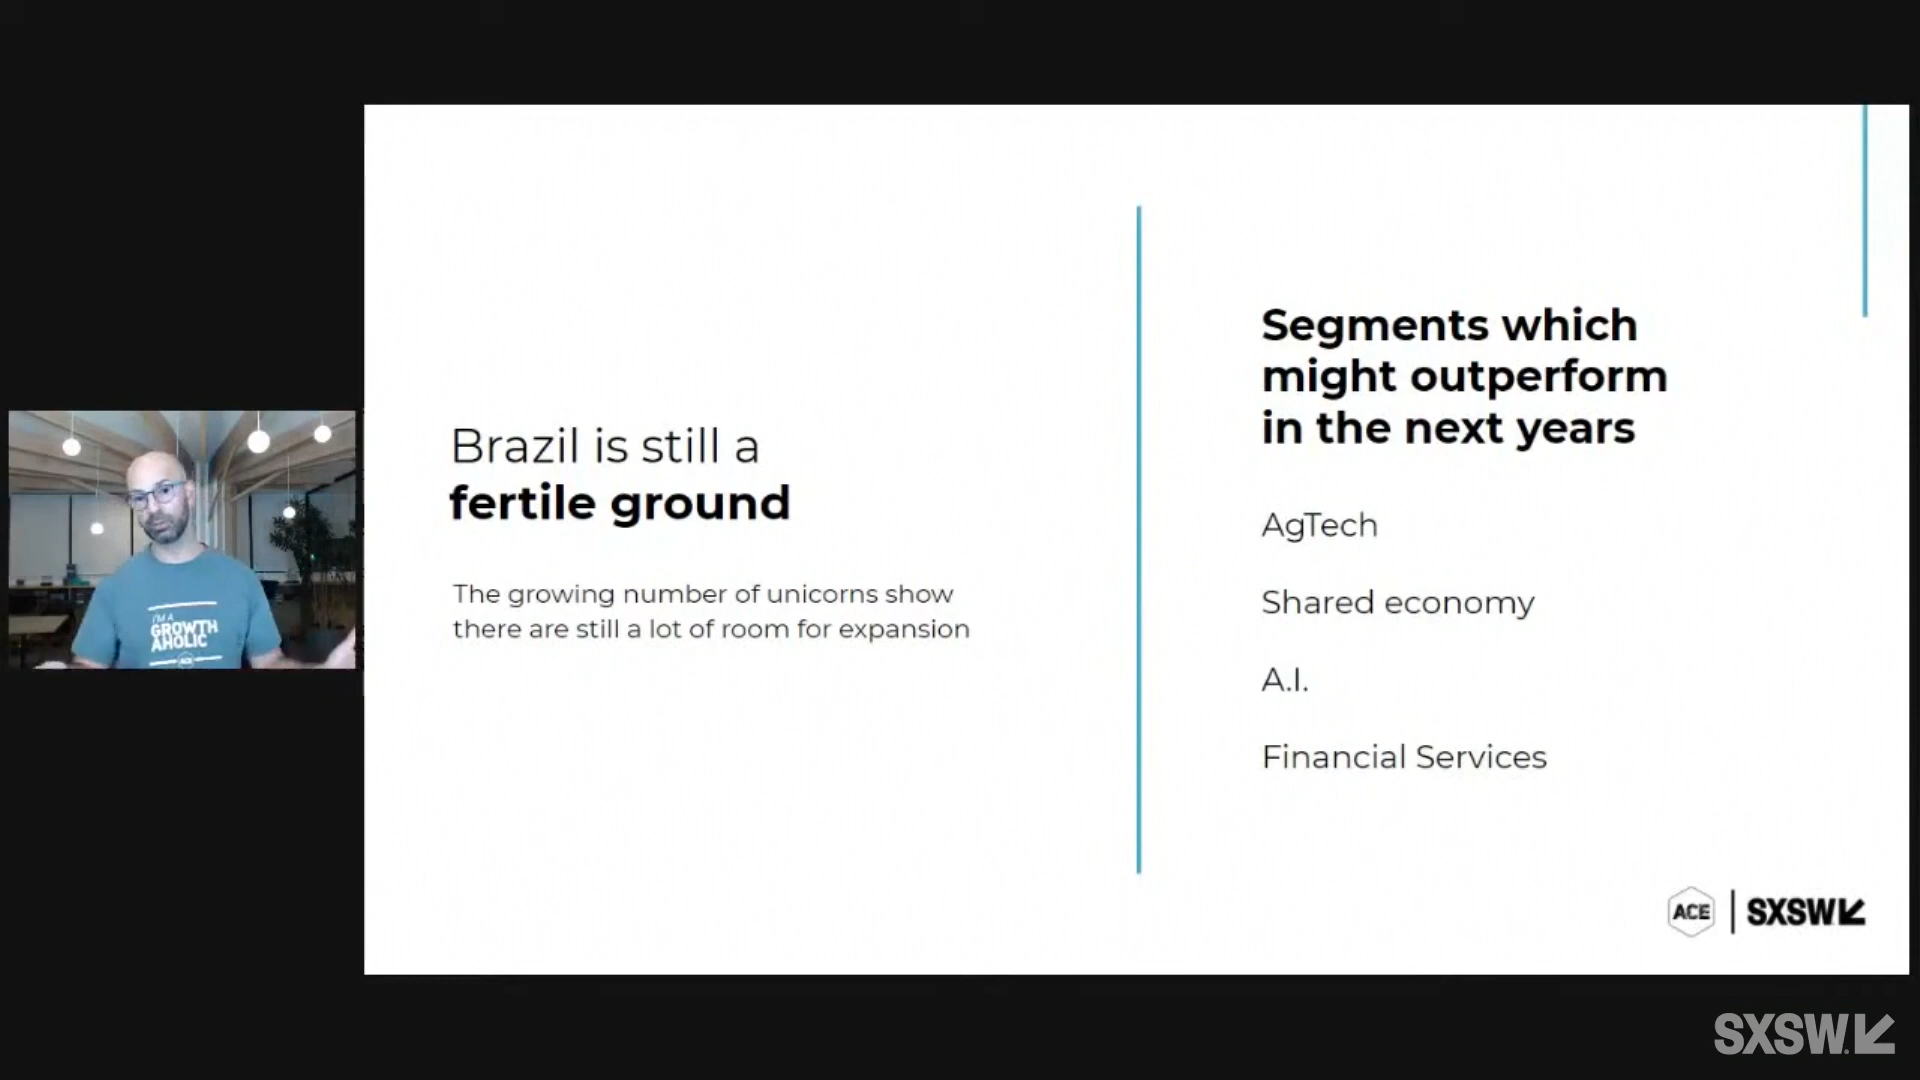 I'M A
GROWTH
AHOLIC
ACE
Brazil is still a
fertile ground
The growing number of unicorns show
there are still a lot of room for expansion
Segments which
might outperform
in the next years
AgTech
Shared economy
A.I.
Financial Services
ACE | SXSW
SXSW.